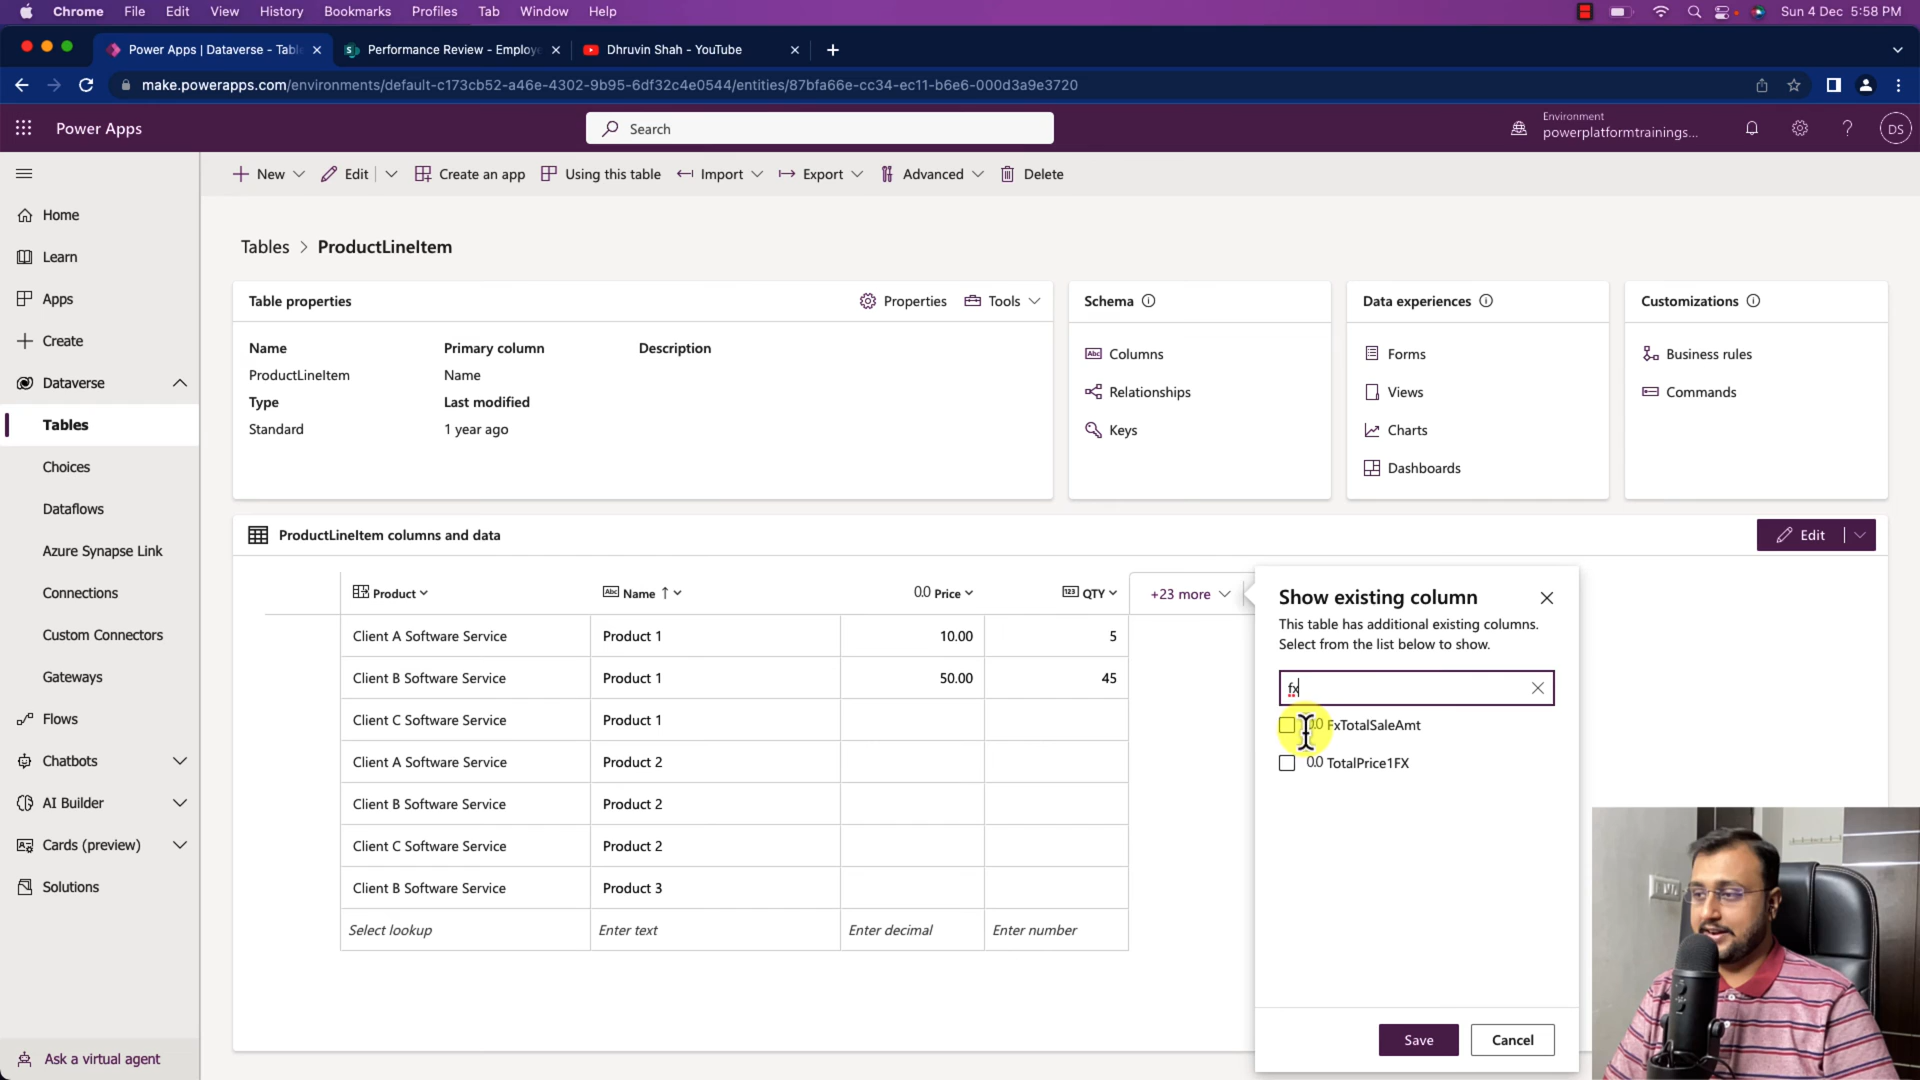 Chrome File Edit View History Bookmarks Profiles Tab Window Help Sun 4 Dec 5:58 PM
Power Apps | Dataverse - Table
Performance Review - Employe
Dhruvin Shah - YouTube
make.powerapps.com/environments/default-c173cb52-a46e-4302-9b95-6df32c4e0544/entities/87bfa66e-cc34-ec11-b6e6-000d3a9e3720
Power Apps
Search
Environment
powerplatformtrainings...
DS
New Edit Create an app Using this table Import Export Advanced Delete
Home
Learn
Apps
Create
Dataverse
Tables
Choices
Dataflows
Azure Synapse Link
Connections
Custom Connectors
Gateways
Flows
Chatbots
AI Builder
Cards (preview)
Solutions
Ask a virtual agent
Tables > ProductLineItem
Table properties Properties Tools
Name Primary column Description
ProductLineItem Name
Type Last modified
Standard 1 year ago
Schema
Columns
Relationships
Keys
Data experiences
Forms
Views
Charts
Dashboards
Customizations
Business rules
Commands
ProductLineItem columns and data Edit
Product Name ↑ 0.0 Price 123 QTY +23 more
Client A Software Service Product 1 10.00 5
Client B Software Service Product 1 50.00 45
Client C Software Service Product 1
Client A Software Service Product 2
Client B Software Service Product 2
Client C Software Service Product 2
Client B Software Service Product 3
Select lookup Enter text Enter decimal Enter number
Show existing column
This table has additional existing columns.
Select from the list below to show.
fx
FxTotalSaleAmt
0.0 TotalPrice1FX
Save Cancel